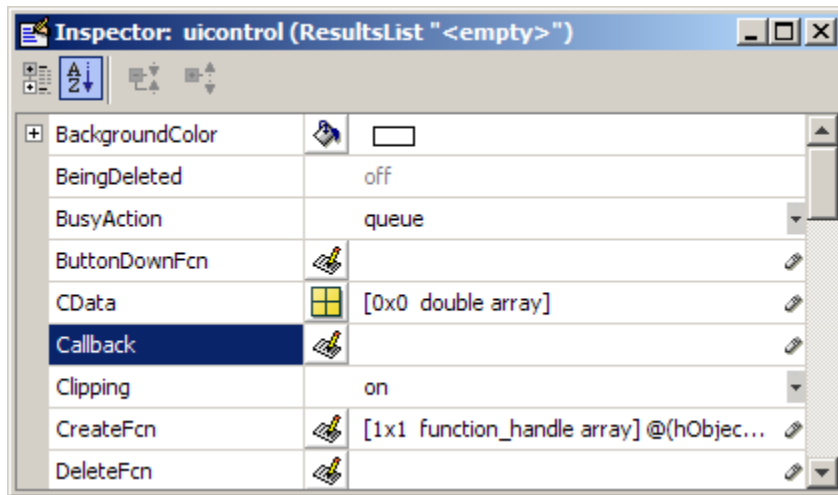 Inspector: uicontrol (ResultsList "<empty>")
A
Z
BackgroundColor
BeingDeleted off
BusyAction queue
ButtonDownFcn
CData [0x0 double array]
Callback
Clipping on
CreateFcn [1x1 function_handle array] @(hObjec...
DeleteFcn